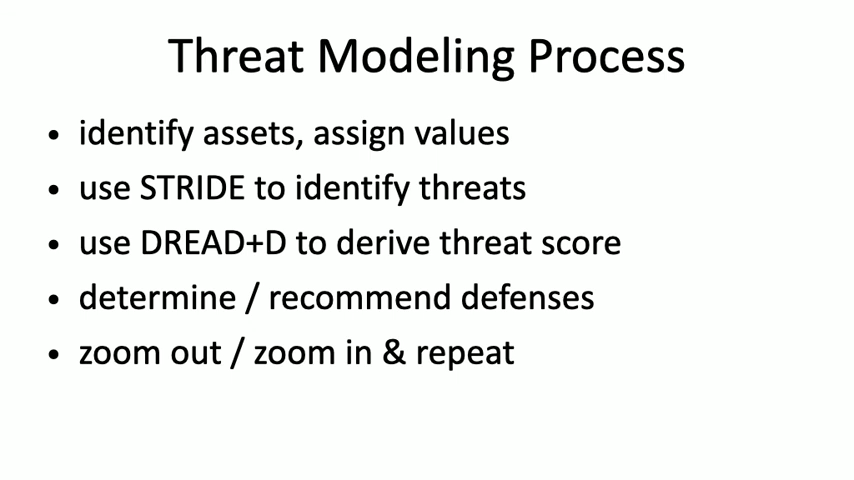 Threat Modeling Process
• identify assets, assign values
• use STRIDE to identify threats
• use DREAD+D to derive threat score
• determine / recommend defenses
• zoom out / zoom in & repeat